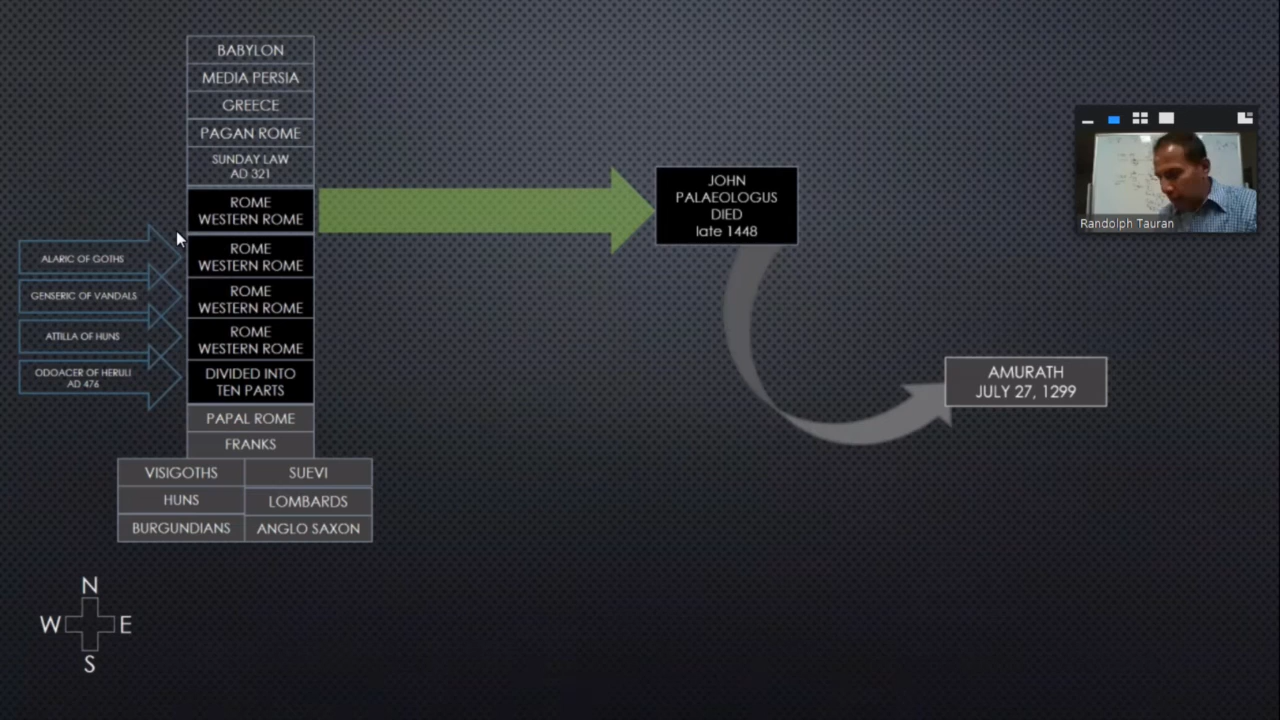 BABYLON
MEDIA PERSIA
GREECE
PAGAN ROME
SUNDAY LAW
AD 321
ROME
WESTERN ROME
ROME
WESTERN ROME
ROME
WESTERN ROME
ROME
WESTERN ROME
DIVIDED INTO
TEN PARTS
PAPAL ROME
FRANKS
VISIGOTHS
SUEVI
HUNS
LOMBARDS
BURGUNDIANS
ANGLO SAXON
ALARIC OF GOTHS
GENSERIC OF VANDALS
ATTILLA OF HUNS
ODOACER OF HERULI
AD 476
JOHN
PALAEOLOGUS
DIED
late 1448
AMURATH
JULY 27, 1299
Randolph Tauran
N
W
E
S